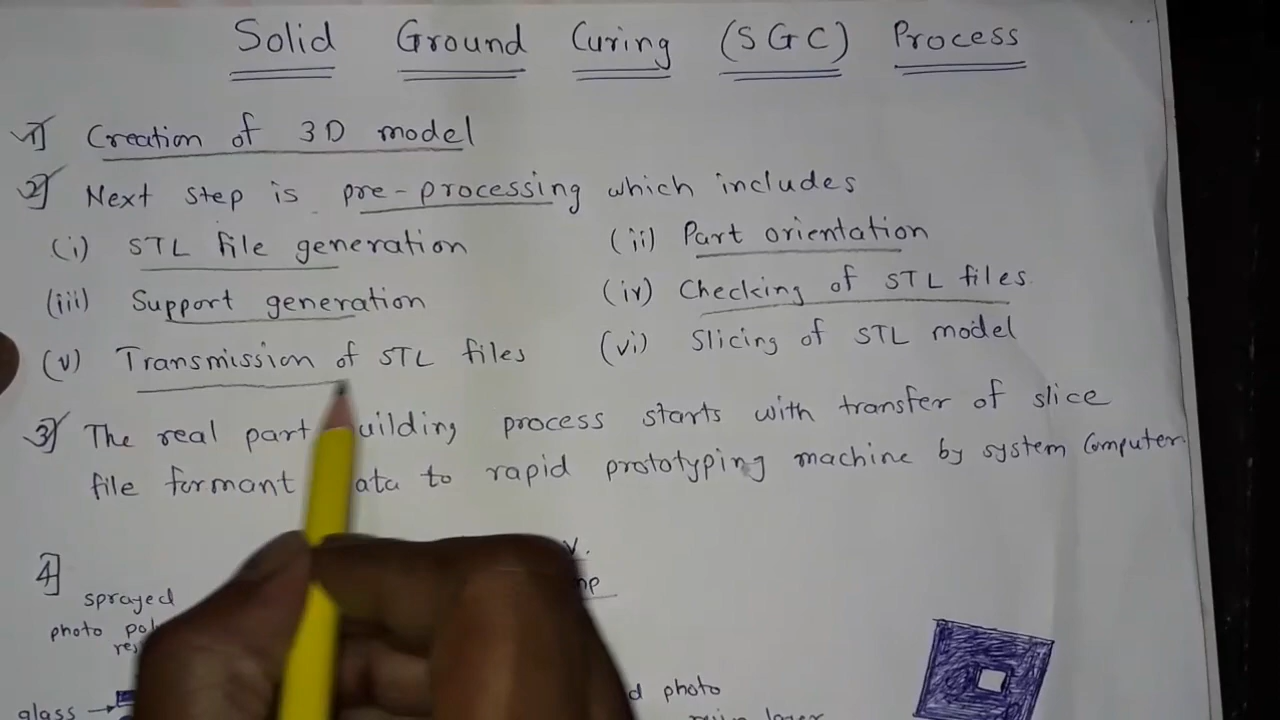 Solid Ground Curing (SGC) Process
1] Creation of 3D model
2] Next step is pre-processing which includes
(i) STL file generation (ii) Part orientation
(iii) Support generation (iv) Checking of STL files
(v) Transmission of STL files (vi) Slicing of STL model
3] The real part uilding process starts with transfer of slice
file formant ata to rapid prototyping machine by system Computer
4]
sprayed
photo
glass
photo
layer